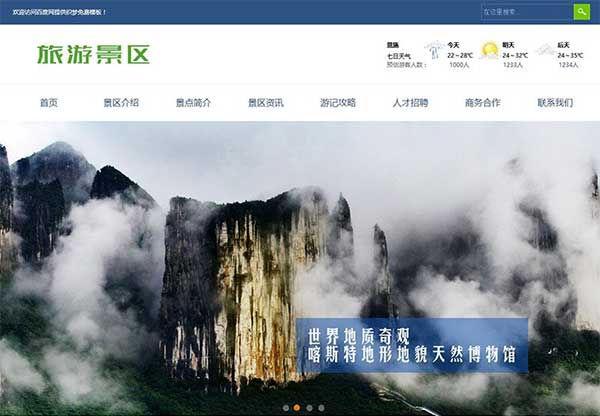 欢迎访问百度网提供织梦免费模板！
在这里搜索...
旅游景区
今天
明天
后天
七日天气
22～28℃
24～32℃
24～35℃
预估游客人数：
1000人
1233人
1234人
首页
景区介绍
景点简介
景区资讯
游记攻略
人才招聘
商务合作
联系我们
世界地质奇观
喀斯特地形地貌天然博物馆